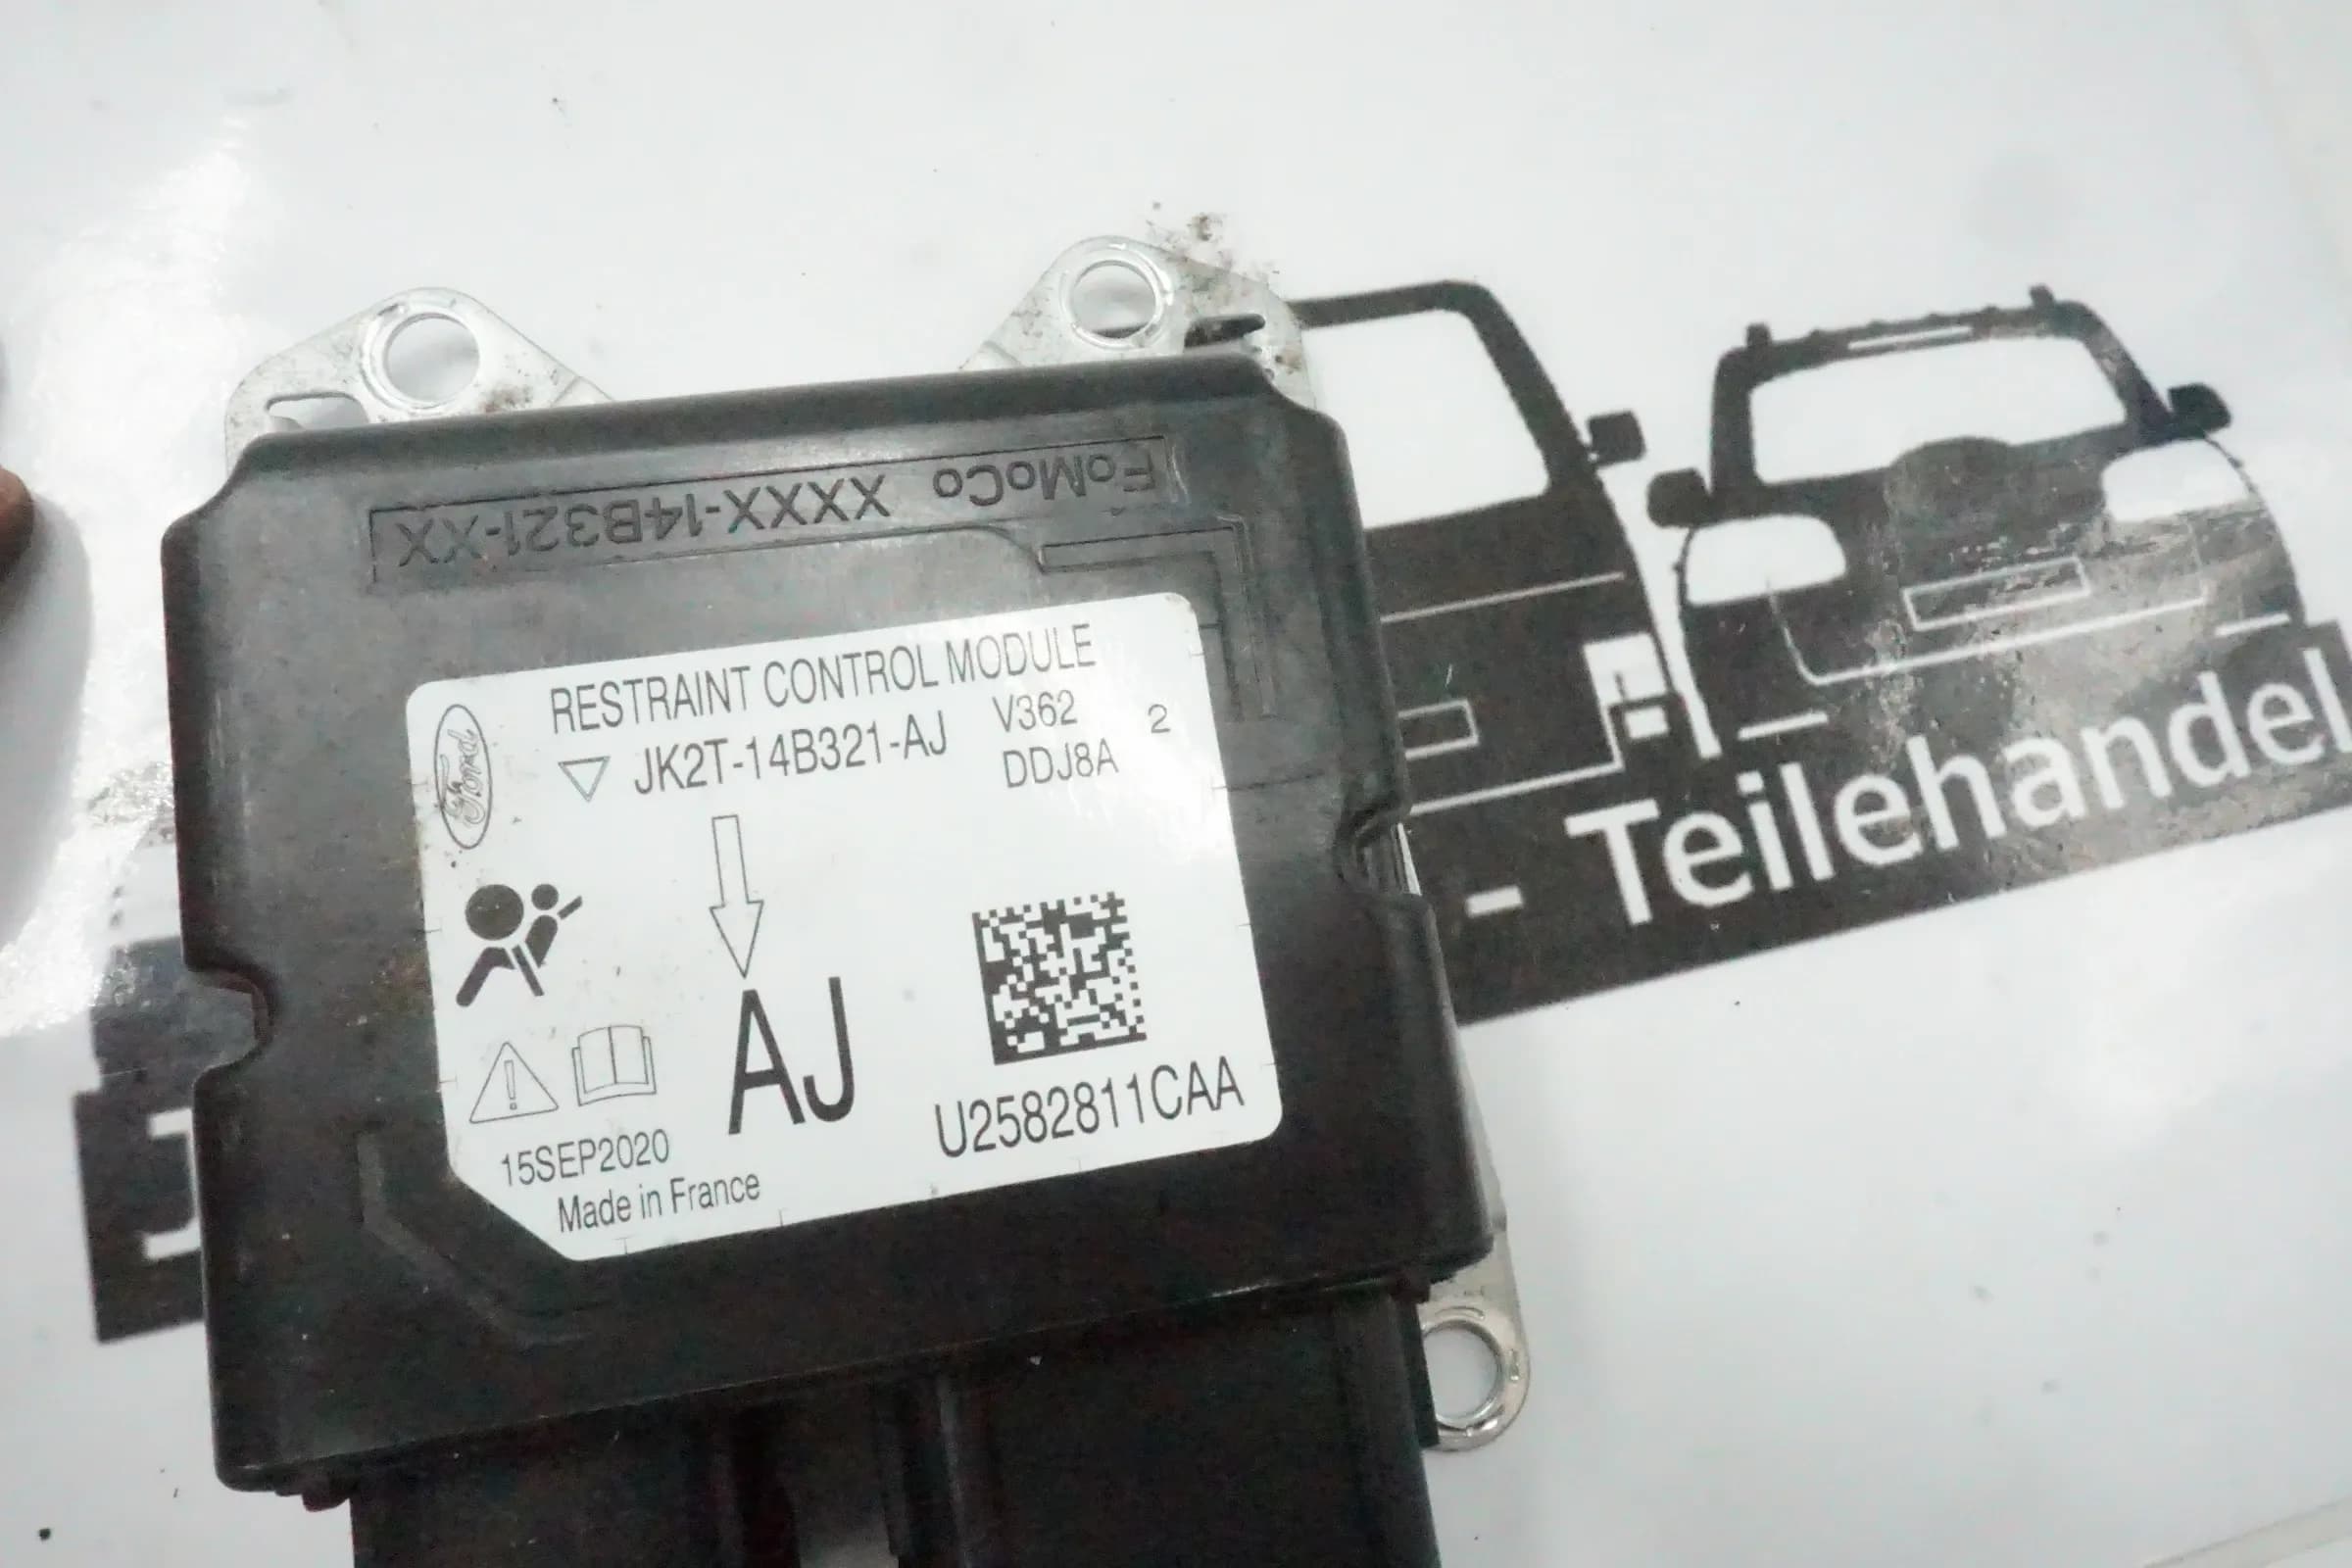 FoMoCo XXXX-14B321-XX
RESTRAINT CONTROL MODULE
Ford
JK2T-14B321-AJ
V362
DDJ8A
2
AJ
U2582811CAA
15SEP2020
Made in France
- Teilehandel